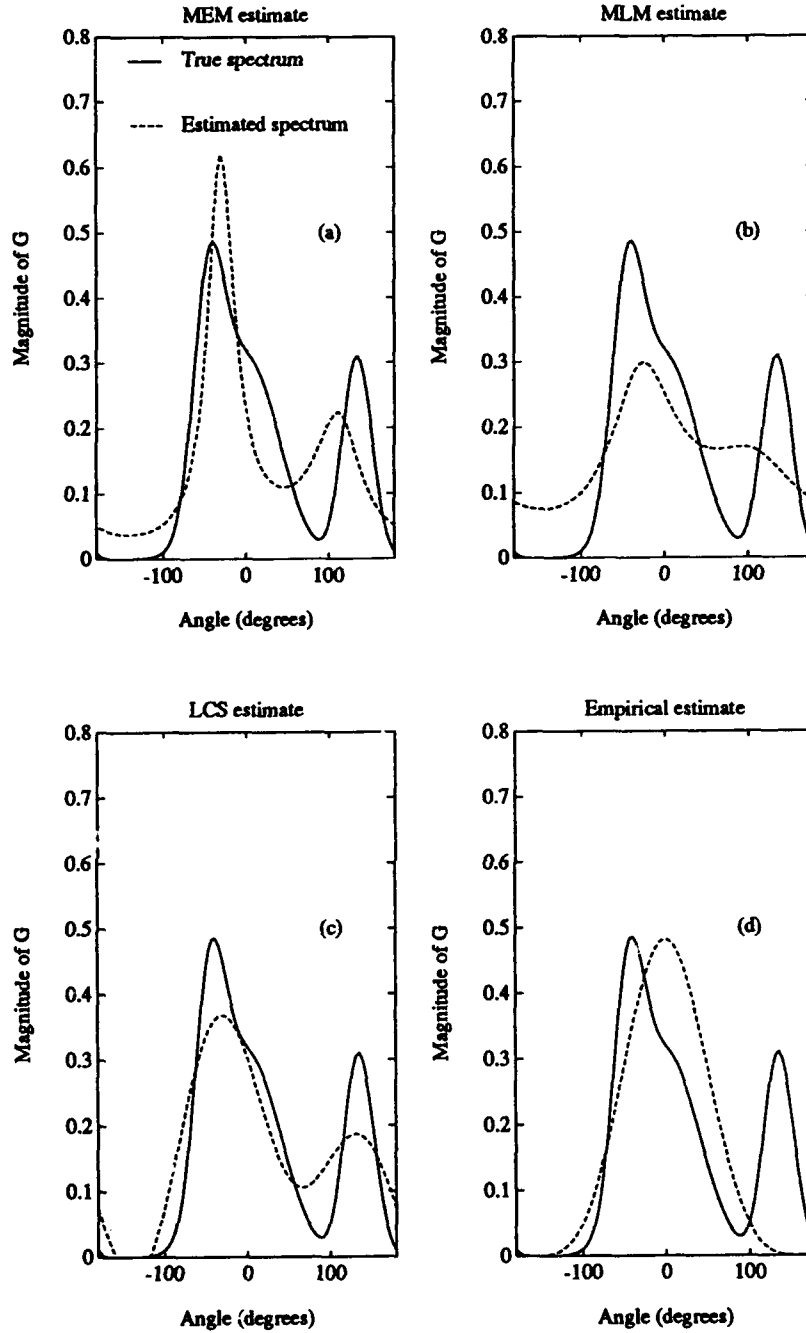 MEM estimate
0.8
0.7
0.6
0.5
0.4
0.3
0.2
0.1
0
True spectrum
Estimated spectrum
(a)
Magnitude of G
-100
0
100
Angle (degrees)
MLM estimate
0.8
0.7
0.6
0.5
0.4
0.3
0.2
0.1
0
(b)
Magnitude of G
-100
0
100
Angle (degrees)
LCS estimate
0.8
0.7
0.6
0.5
0.4
0.3
0.2
0.1
0
(c)
Magnitude of G
-100
0
100
Angle (degrees)
Empirical estimate
0.8
0.7
0.6
0.5
0.4
0.3
0.2
0.1
0
(d)
Magnitude of G
-100
0
100
Angle (degrees)